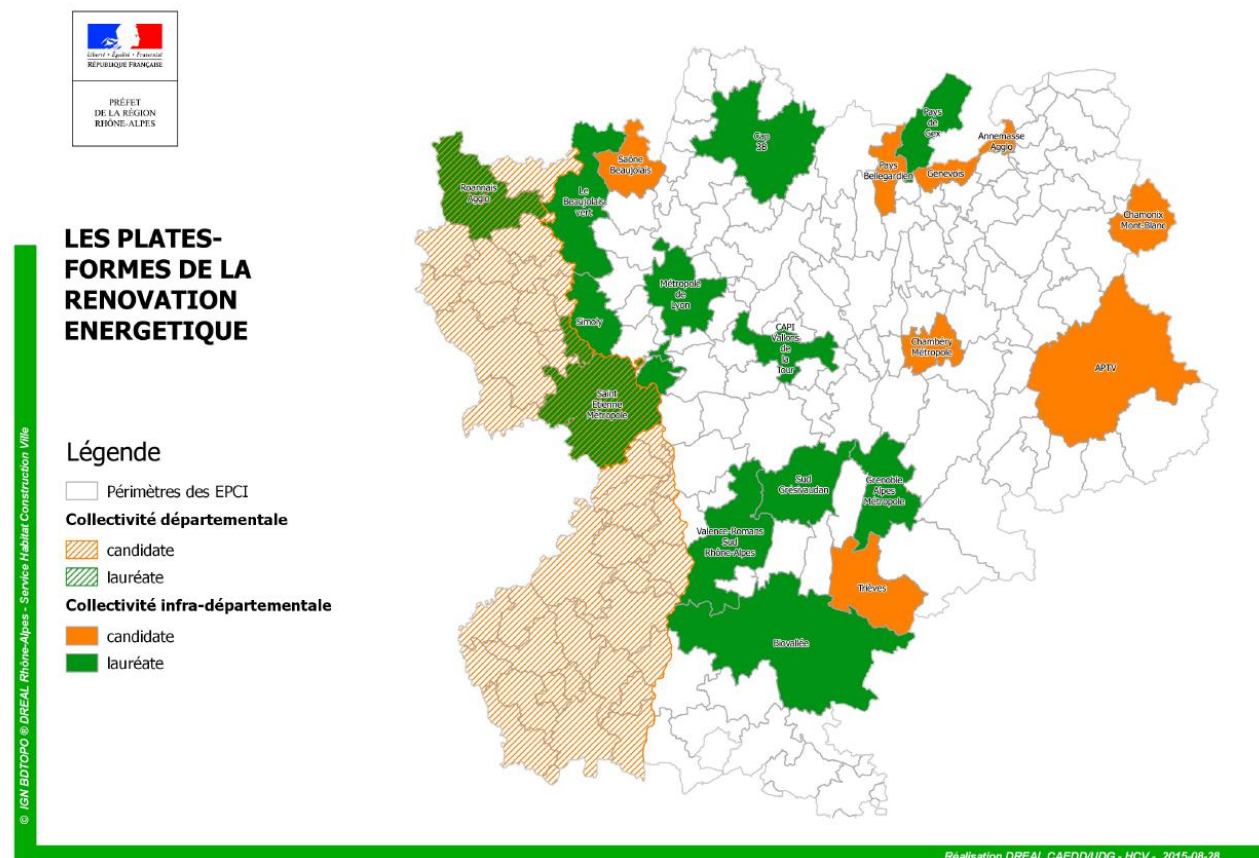 Liberté • Égalité • Fraternité
RÉPUBLIQUE FRANÇAISE
PRÉFET
DE LA RÉGION
RHÔNE-ALPES
LES PLATES-
FORMES DE LA
RENOVATION
ENERGETIQUE
Légende
Périmètres des EPCI
Collectivité départementale
candidate
lauréate
Collectivité infra-départementale
candidate
lauréate
© IGN BDTOPO ® DREAL Rhône-Alpes - Service Habitat Construction Ville
Roannais
Agglo
Le
Beaujolais
vert
Saône
Beaujolais
Cap
3B
Pays
de
Gex
Pays
Bellegardien
Genevois
Annemasse
Agglo
Chamonix
Mont-Blanc
Métropole
de
Lyon
Simoly
CAPI
Vallons
de
la
Tour
Chambéry
Métropole
APTV
Saint
Etienne
Métropole
Sud
Grésivaudan
Grenoble
Alpes
Métropole
Valence-Romans
Sud
Rhône-Alpes
Trièves
Biovallée
Réalisation DREAL CAEDD/UDG - HCV - 2015-08-28